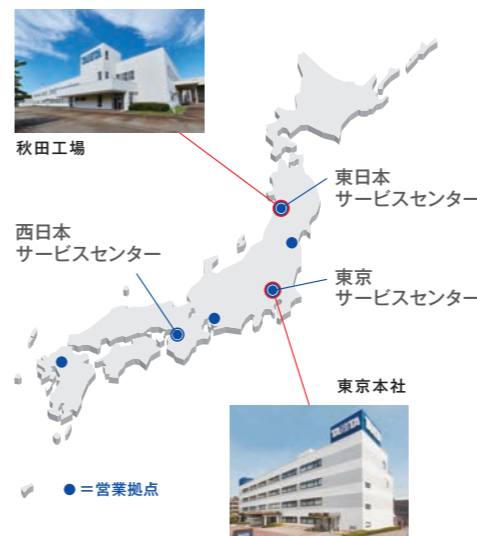 秋田工場
東日本
サービスセンター
西日本
サービスセンター
東京
サービスセンター
東京本社
TANITA
●=営業拠点